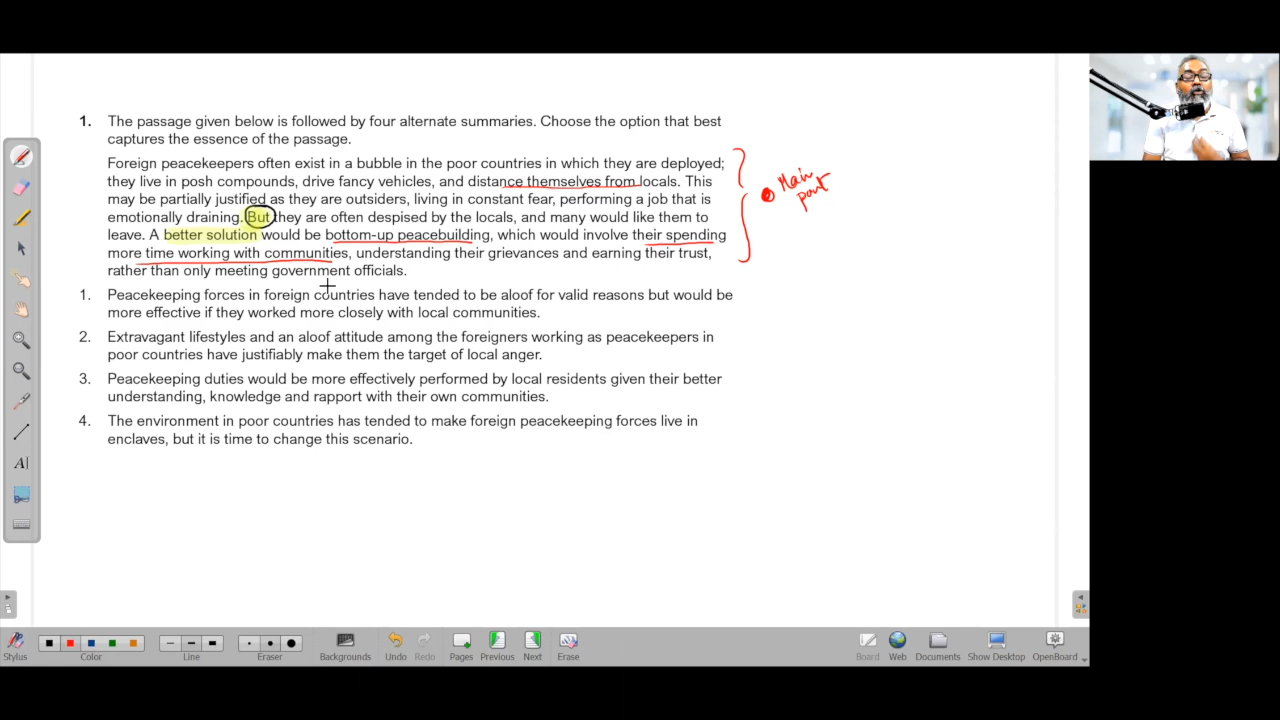 1. The passage given below is followed by four alternate summaries. Choose the option that best
captures the essence of the passage.
Foreign peacekeepers often exist in a bubble in the poor countries in which they are deployed;
they live in posh compounds, drive fancy vehicles, and distance themselves from locals. This
may be partially justified as they are outsiders, living in constant fear, performing a job that is
emotionally draining. But they are often despised by the locals, and many would like them to
leave. A better solution would be bottom-up peacebuilding, which would involve their spending
more time working with communities, understanding their grievances and earning their trust,
rather than only meeting government officials.
Main
part
1. Peacekeeping forces in foreign countries have tended to be aloof for valid reasons but would be
more effective if they worked more closely with local communities.
2. Extravagant lifestyles and an aloof attitude among the foreigners working as peacekeepers in
poor countries have justifiably make them the target of local anger.
3. Peacekeeping duties would be more effectively performed by local residents given their better
understanding, knowledge and rapport with their own communities.
4. The environment in poor countries has tended to make foreign peacekeeping forces live in
enclaves, but it is time to change this scenario.
A
Stylus Color Line Eraser Backgrounds Undo Redo Pages Previous Next Erase Board Web Documents Show Desktop OpenBoard